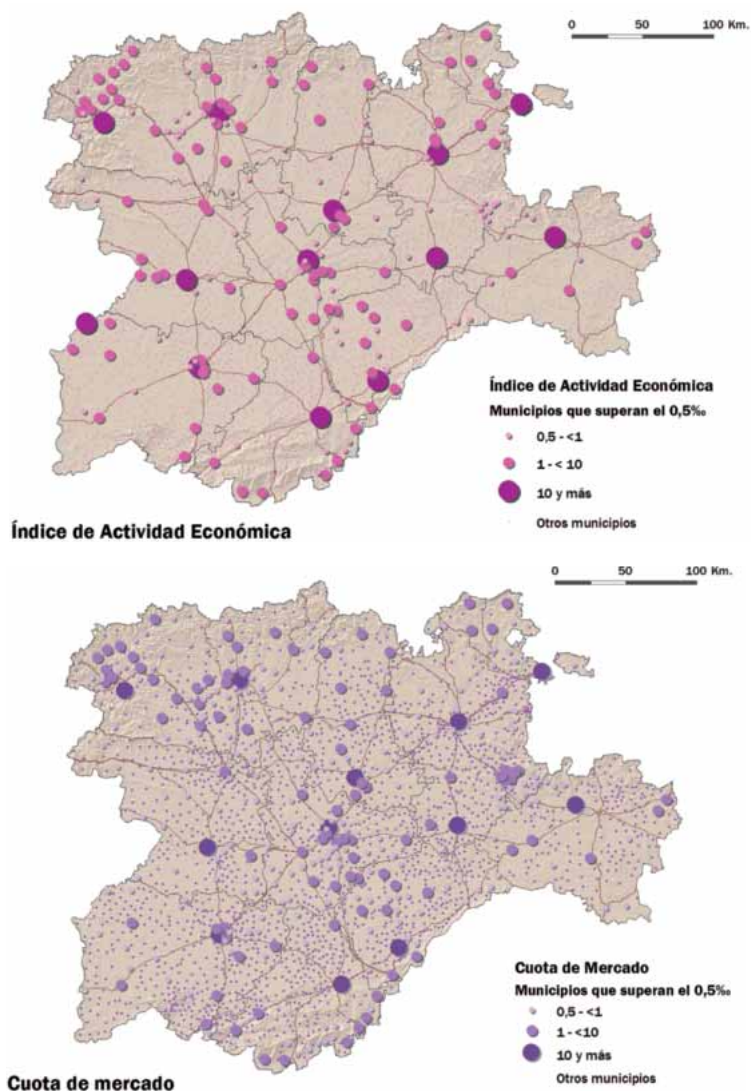 0 50 100 Km.
Índice de Actividad Económica
Municipios que superan el 0,5‰
0,5 - <1
1 - < 10
10 y más
Otros municipios
Índice de Actividad Económica
0 50 100 Km.
Cuota de Mercado
Municipios que superan el 0,5‰
0,5 - <1
1 - <10
10 y más
Otros municipios
Cuota de mercado